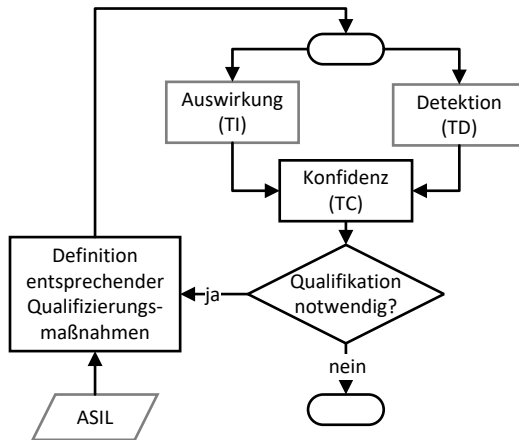 Auswirkung
(TI)
Detektion
(TD)
Konfidenz
(TC)
Definition
entsprechender
Qualifizierungs-
maßnahmen
ja
Qualifikation
notwendig?
nein
ASIL